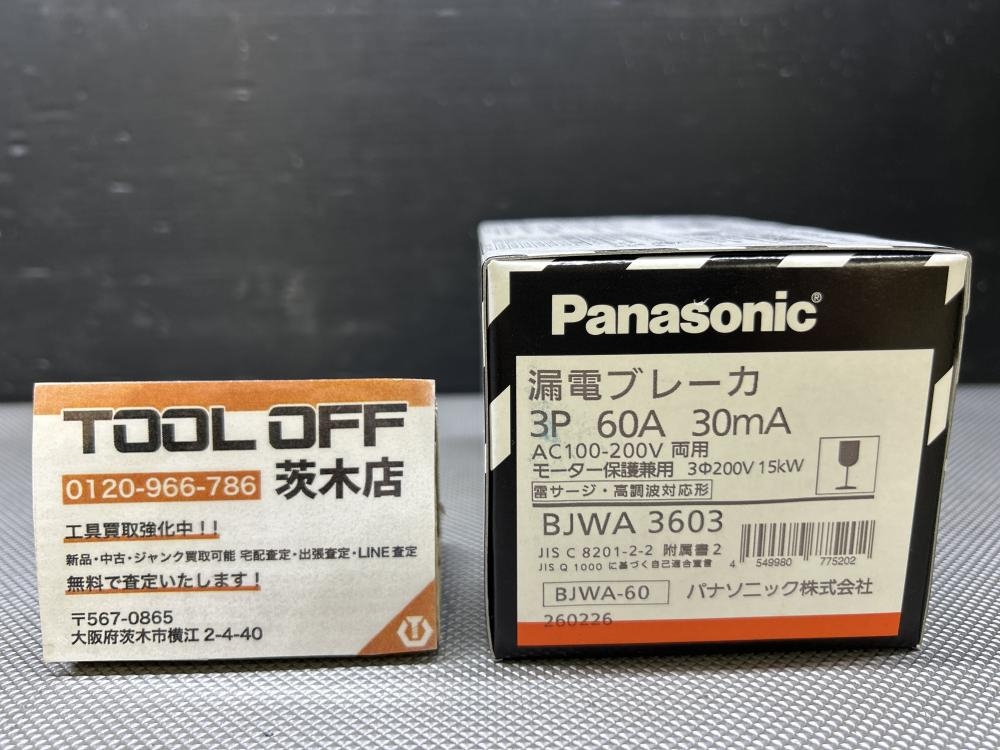 TOOL OFF
0120-966-786 茨木店
工具買取強化中!!
新品・中古・ジャンク買取可能 宅配査定・出張査定・LINE査定
無料で査定いたします!
〒567-0865
大阪府茨木市横江 2-4-40
Panasonic®
漏電ブレーカ
3P 60A 30mA
AC100-200V 両用
モーター保護兼用 3Φ200V 15kW
雷サージ・高調波対応形
BJWA 3603
JIS C 8201-2-2 附属書2
JIS Q 1000 に基づく自己適合宣言
4 549980 775202
BJWA-60 パナソニック株式会社
260226